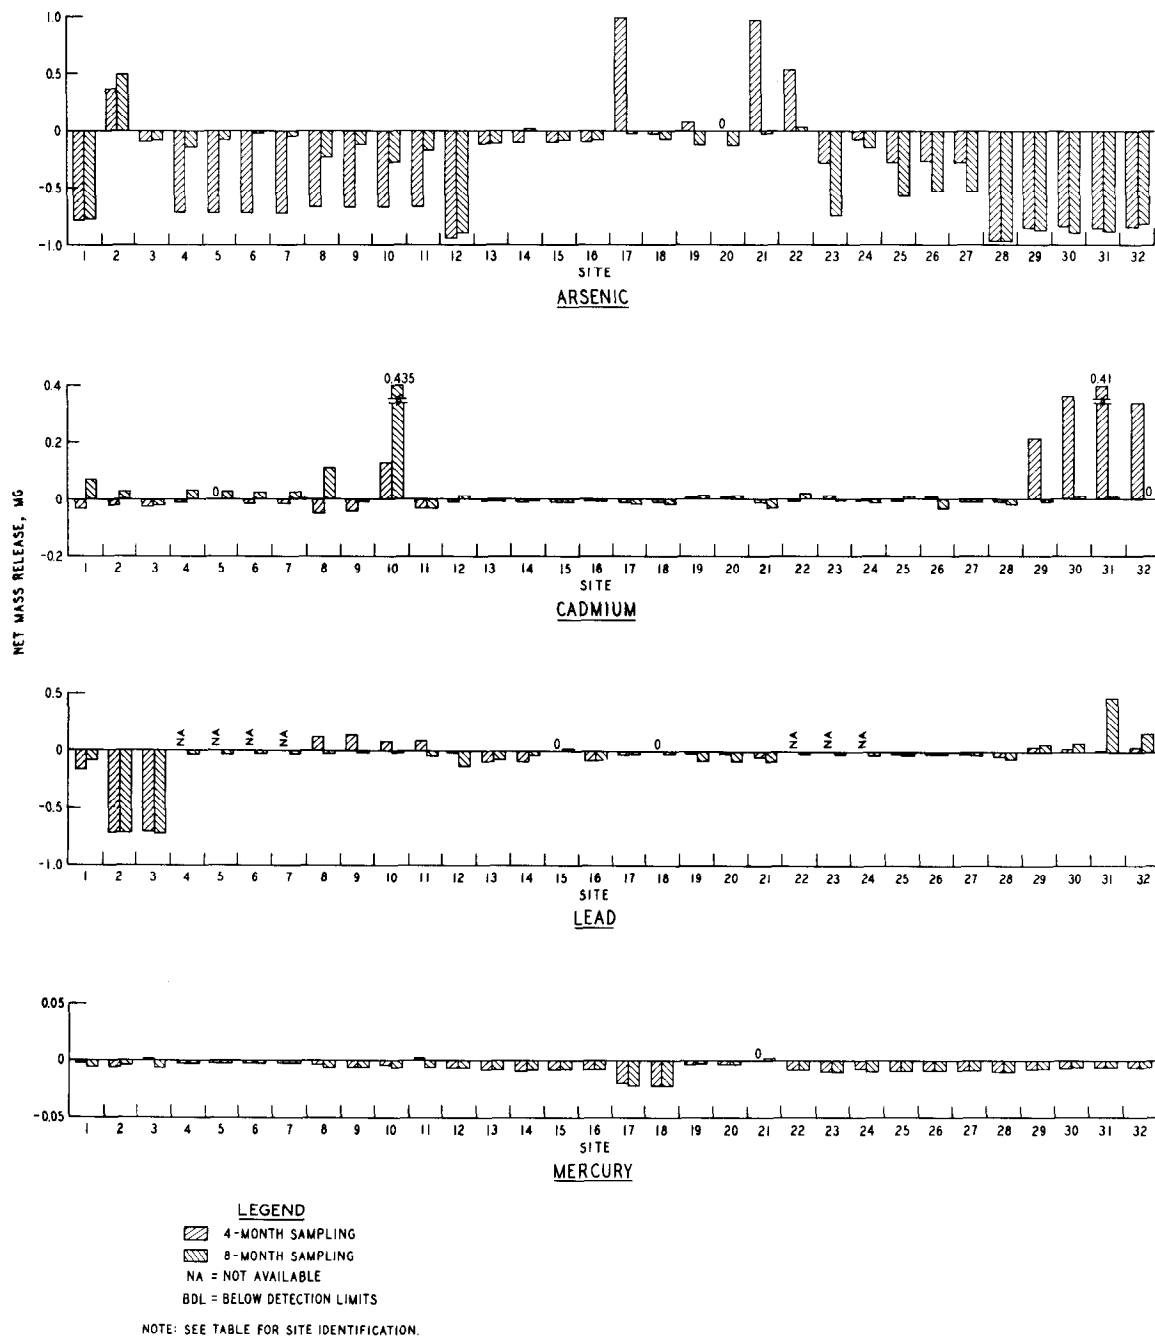 NET MASS RELEASE, MG
1.0
0.5
0
-0.5
-1.0
0
1 2 3 4 5 6 7 8 9 10 11 12 13 14 15 16 17 18 19 20 21 22 23 24 25 26 27 28 29 30 31 32
SITE
ARSENIC
0.435
0.41
0.4
0.2
0
-0.2
0
0
1 2 3 4 5 6 7 8 9 10 11 12 13 14 15 16 17 18 19 20 21 22 23 24 25 26 27 28 29 30 31 32
SITE
CADMIUM
0.5
0
-0.5
-1.0
NA NA NA NA 0 0 NA NA NA
1 2 3 4 5 6 7 8 9 10 11 12 13 14 15 16 17 18 19 20 21 22 23 24 25 26 27 28 29 30 31 32
SITE
LEAD
0.05
0
-0.05
0
1 2 3 4 5 6 7 8 9 10 11 12 13 14 15 16 17 18 19 20 21 22 23 24 25 26 27 28 29 30 31 32
SITE
MERCURY
LEGEND
4-MONTH SAMPLING
8-MONTH SAMPLING
NA = NOT AVAILABLE
BDL = BELOW DETECTION LIMITS
NOTE: SEE TABLE FOR SITE IDENTIFICATION.